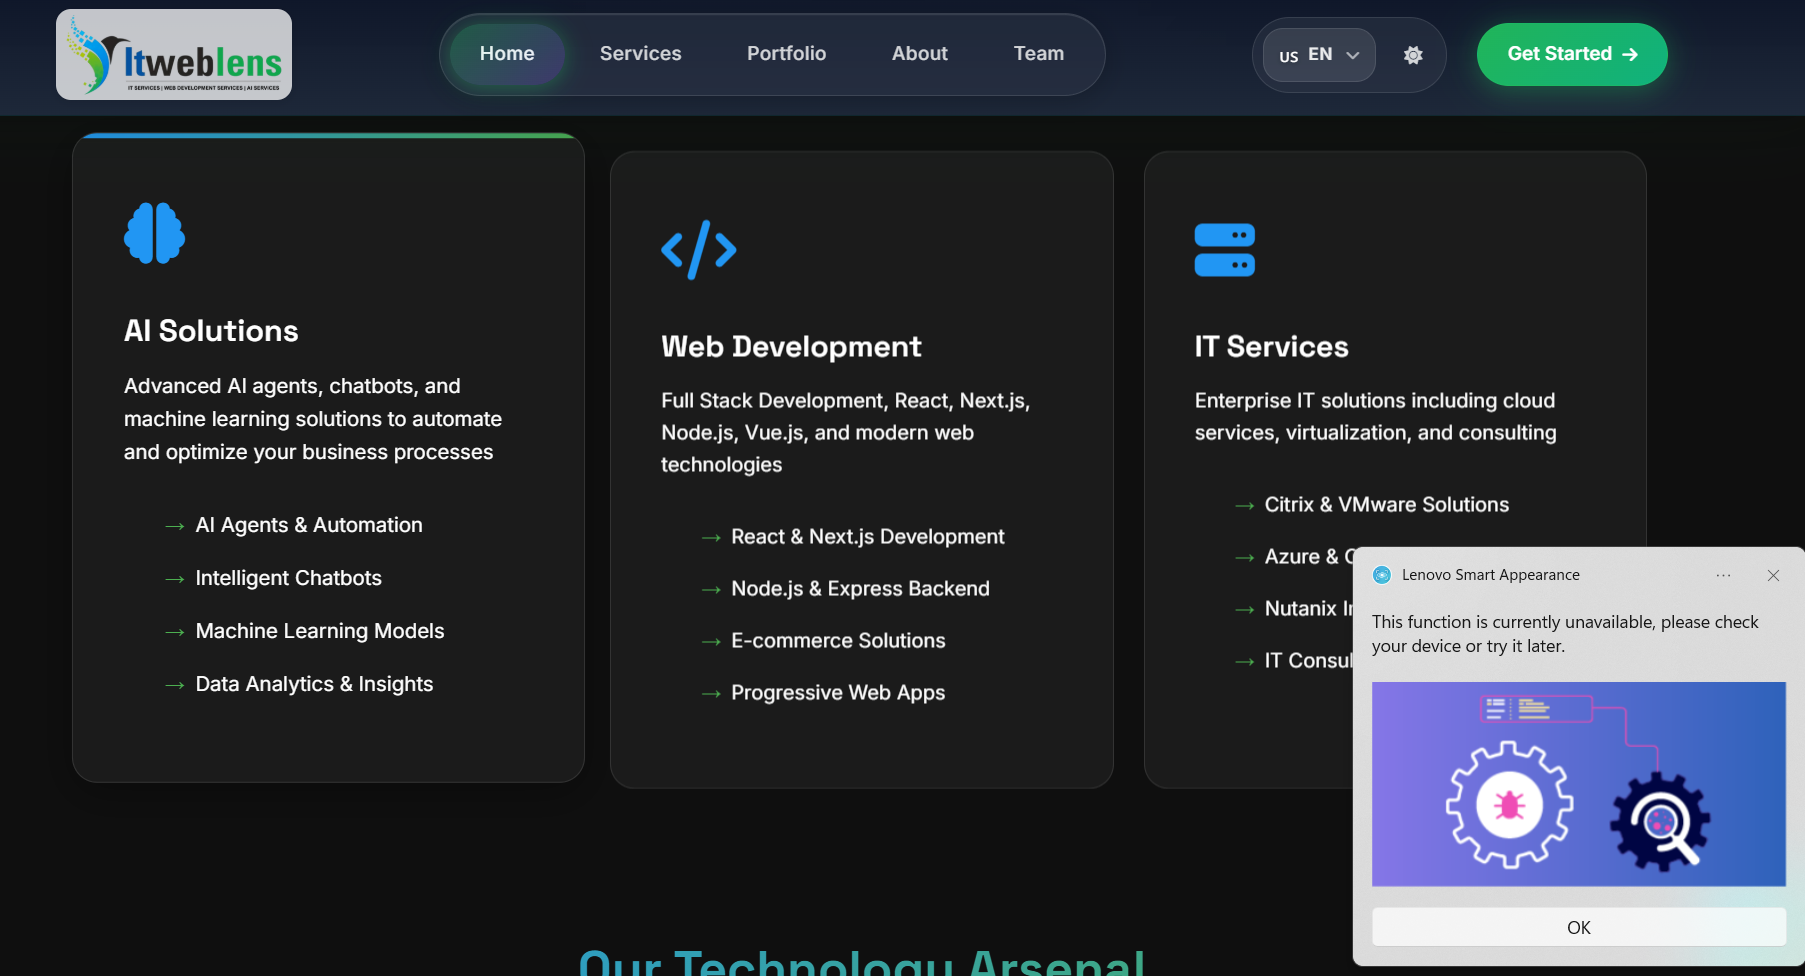 Itweblens
IT SERVICES | WEB DEVELOPMENT SERVICES | AI SERVICES
Home
Services
Portfolio
About
Team
US EN
Get Started →
AI Solutions
Advanced AI agents, chatbots, and
machine learning solutions to automate
and optimize your business processes
→ AI Agents & Automation
→ Intelligent Chatbots
→ Machine Learning Models
→ Data Analytics & Insights
Web Development
Full Stack Development, React, Next.js,
Node.js, Vue.js, and modern web
technologies
→ React & Next.js Development
→ Node.js & Express Backend
→ E-commerce Solutions
→ Progressive Web Apps
IT Services
Enterprise IT solutions including cloud
services, virtualization, and consulting
→ Citrix & VMware Solutions
→ Azure &
→ Nutanix
→ IT
Lenovo Smart Appearance
This function is currently unavailable, please check
your device or try it later.
OK
Our Technology Arsenal